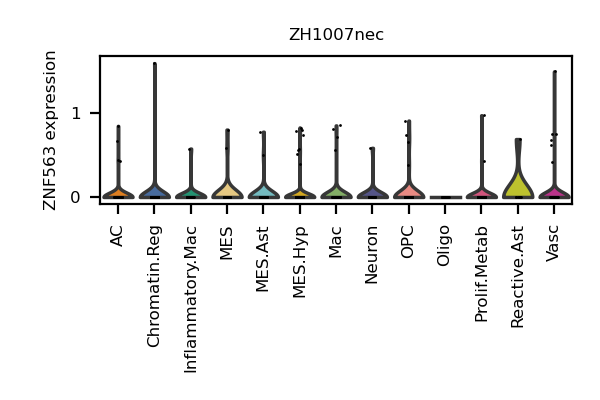 ZH1007nec
ZNF563 expression
1
0
AC
Chromatin.Reg
Inflammatory.Mac
MES
MES.Ast
MES.Hyp
Mac
Neuron
OPC
Oligo
Prolif.Metab
Reactive.Ast
Vasc